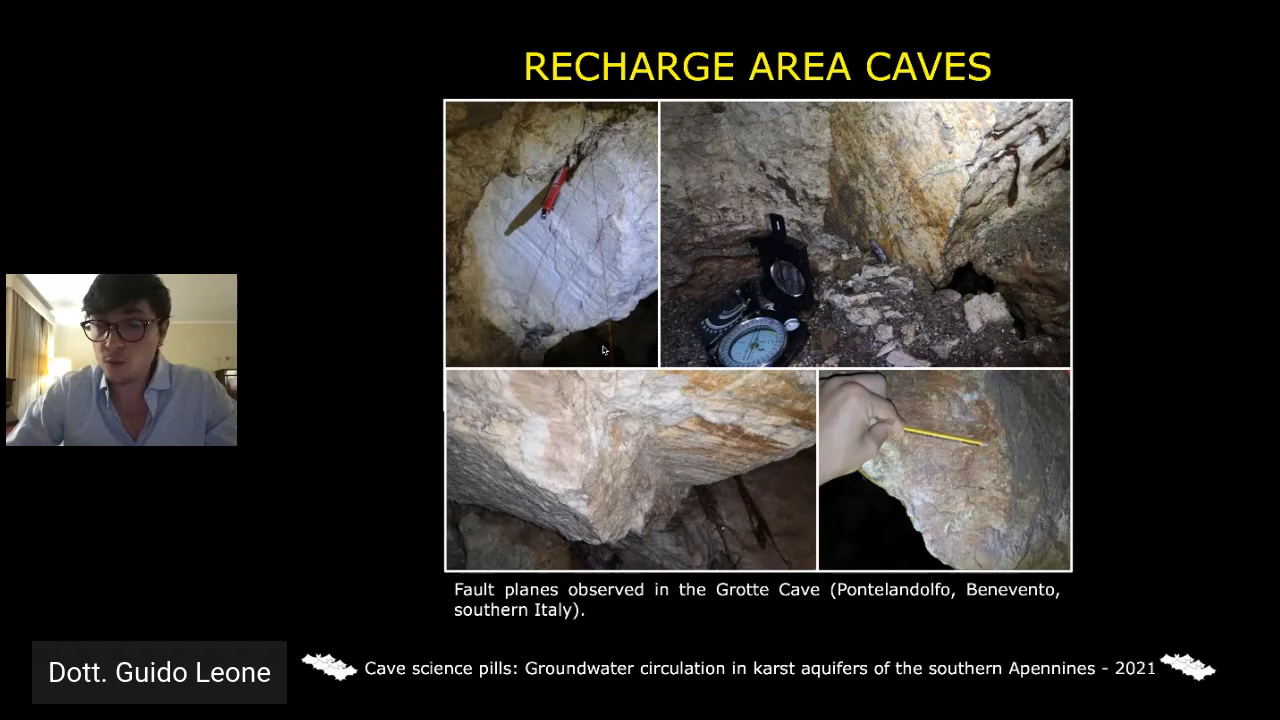 RECHARGE AREA CAVES
Fault planes observed in the Grotte Cave (Pontelandolfo, Benevento,
southern Italy).
Dott. Guido Leone
Cave science pills: Groundwater circulation in karst aquifers of the southern Apennines - 2021